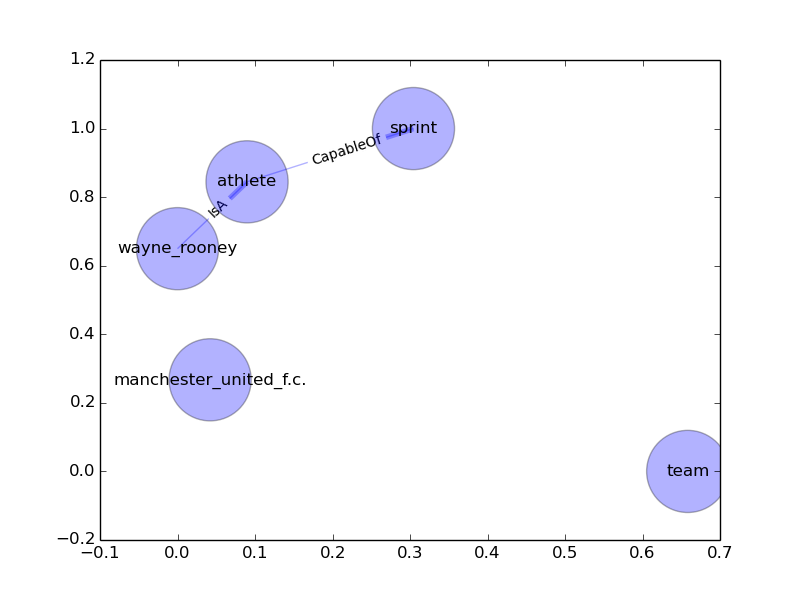 1.2
1.0
0.8
0.6
0.4
0.2
0.0
−0.2
sprint
CapableOf
athlete
IsA
wayne_rooney
manchester_united_f.c.
team
−0.1 0.0 0.1 0.2 0.3 0.4 0.5 0.6 0.7